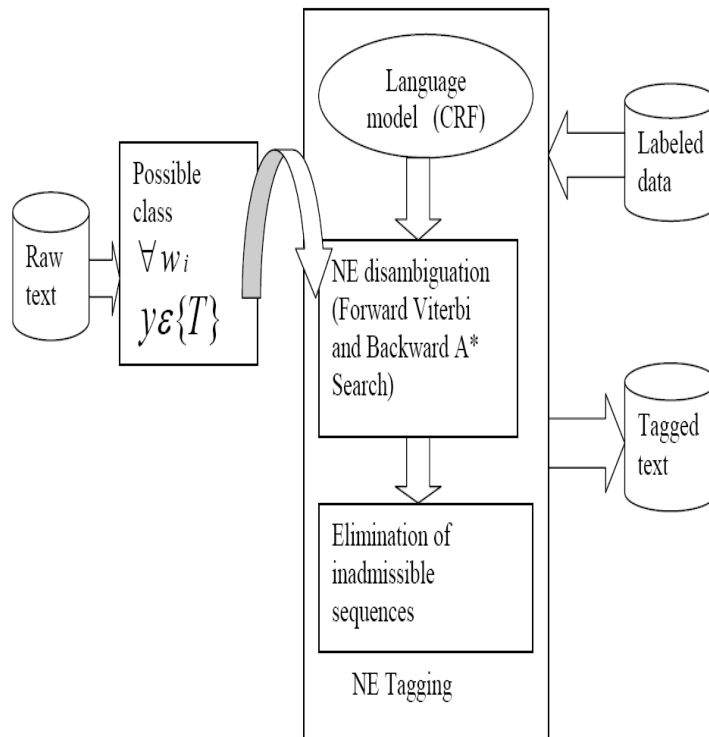 Raw
text
Possible
class
∀ wi
yε{T}
Language
model (CRF)
NE disambiguation
(Forward Viterbi
and Backward A*
Search)
Elimination of
inadmissible
sequences
NE Tagging
Labeled
data
Tagged
text